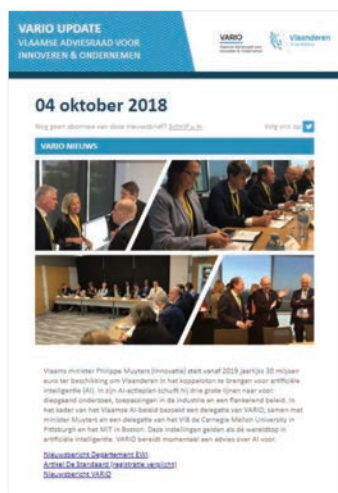 VARIO UPDATE
VLAAMSE ADVIESRAAD VOOR
INNOVEREN & ONDERNEMEN
VARIO
Vlaanderen
04 oktober 2018
Nog geen abonnee van deze nieuwsbrief? Schrijf u in.
Volg ons op
VARIO NIEUWS
Vlaams minister Philippe Muyters (Innovatie) stelt vanaf 2019 jaarlijks 30 miljoen
euro ter beschikking om Vlaanderen in het koppeloton te brengen voor artificiële
intelligentie (AI). In zijn AI-actieplan schuift hij drie grote lijnen naar voor:
diepgaand onderzoek, toepassingen in de industrie en een flankerend beleid. In
het kader van het Vlaamse AI-beleid bezoekt een delegatie van VARIO, samen met
minister Muyters en een delegatie van het VIB de Carnegie Mellon University in
Pittsburgh en het MIT in Boston. Deze instellingen gelden als de wereldtop in
artificiële intelligentie. VARIO bereidt momenteel een advies over AI voor.
Nieuwsbericht Departement EWI
Artikel De Standaard (registratie verplicht)
Nieuwsbericht VARIO